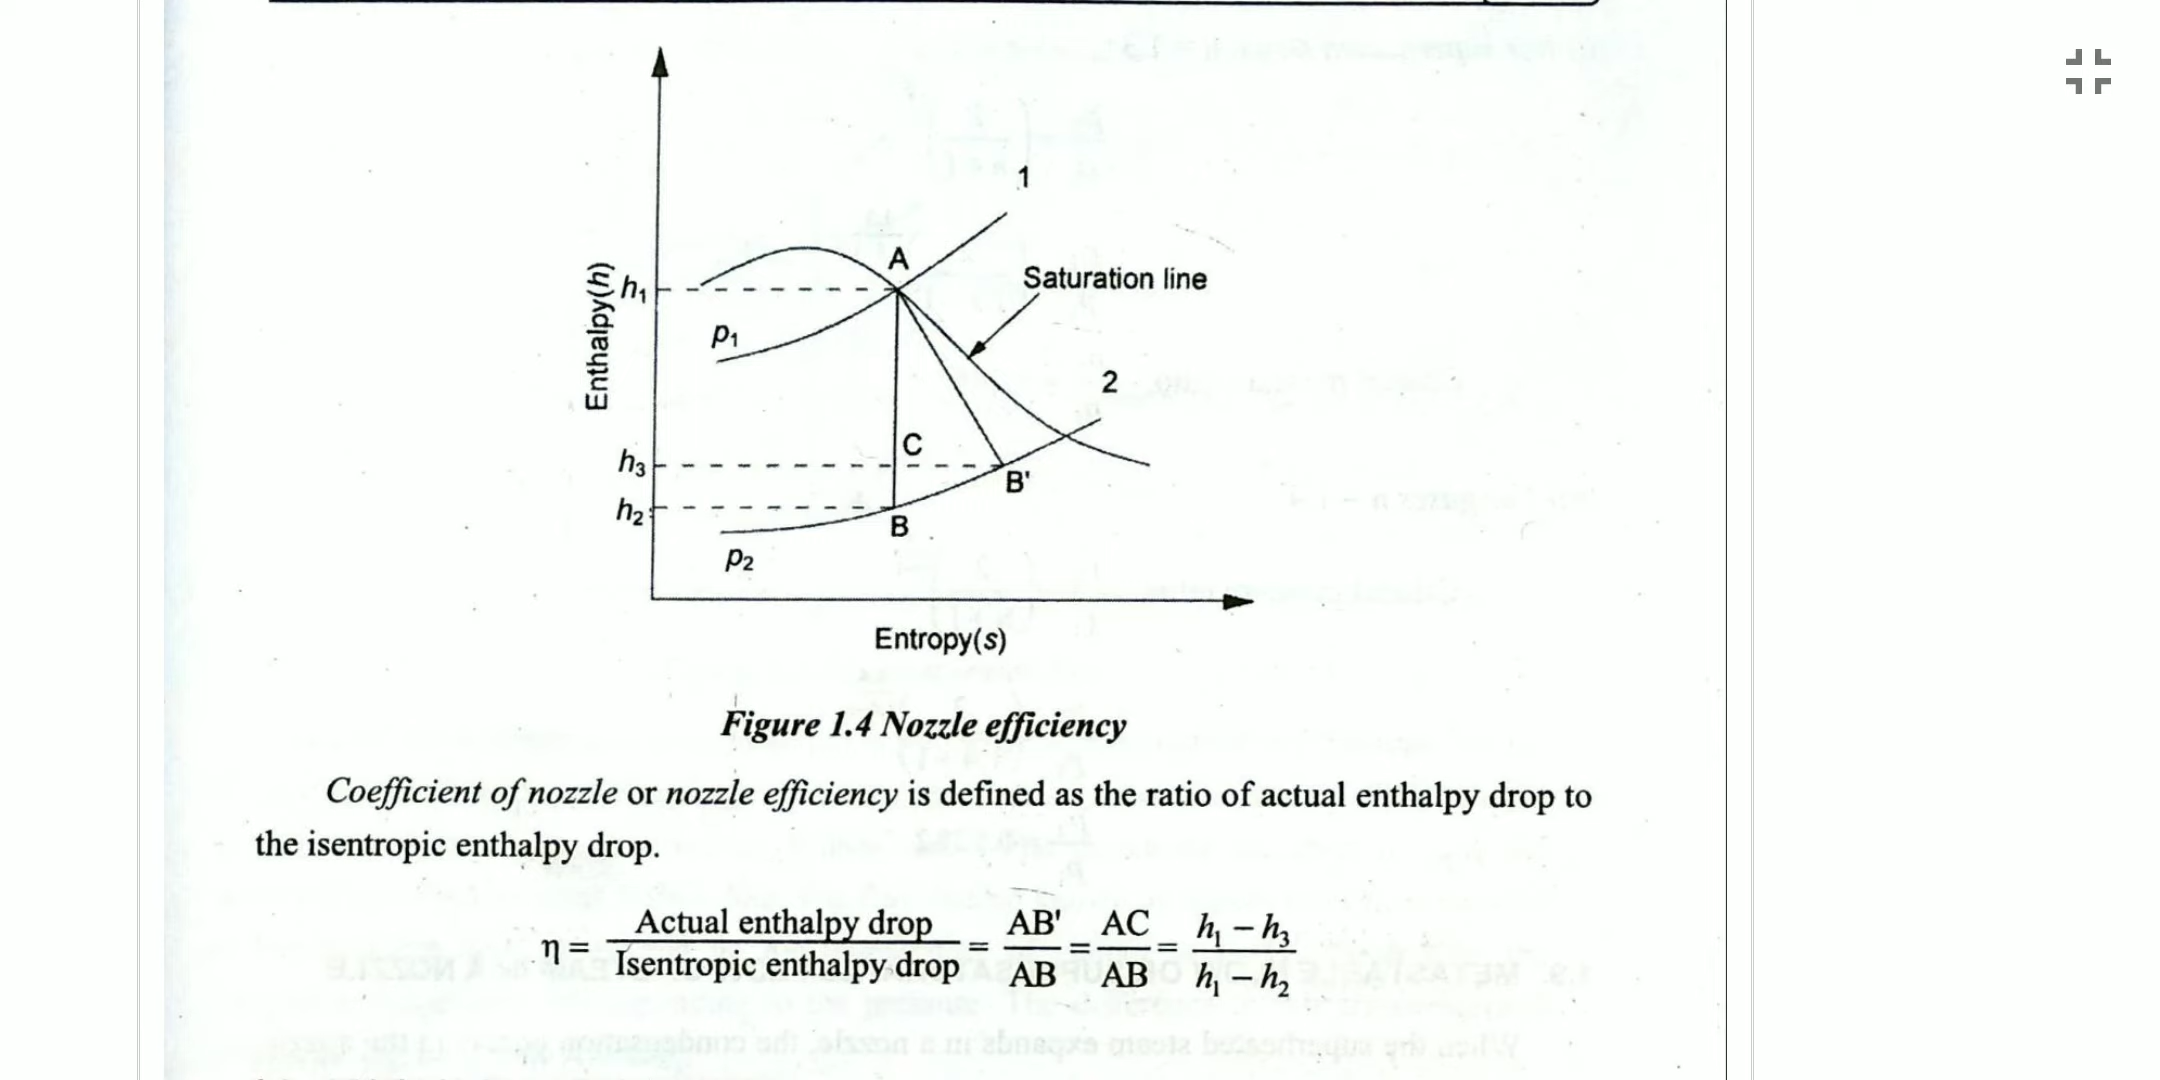 1
A
Saturation line
Enthalpy(h)
h₁
p₁
2
C
h₃
B'
h₂
B
p₂
Entropy(s)
Figure 1.4 Nozzle efficiency
Coefficient of nozzle or nozzle efficiency is defined as the ratio of actual enthalpy drop to
the isentropic enthalpy drop.
η = Actual enthalpy drop / Isentropic enthalpy drop = AB' / AB = AC / AB = h₁ − h₃ / h₁ − h₂